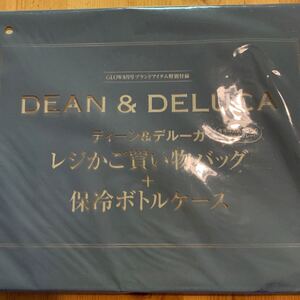 GLOW8月号ブランドアイテム特別付録
DEAN & DELUCA
ディーン&デルーカ
レジかご買い物バッグ
+
保冷ボトルケース